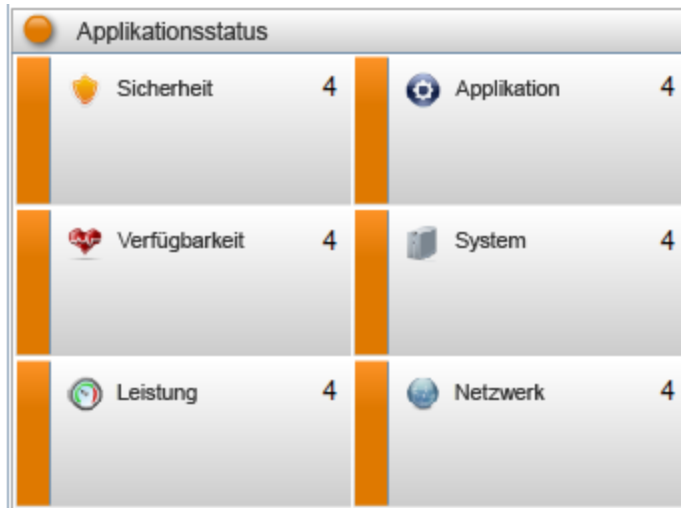 Applikationsstatus
Sicherheit 4 Applikation 4
Verfügbarkeit 4 System 4
Leistung 4 Netzwerk 4